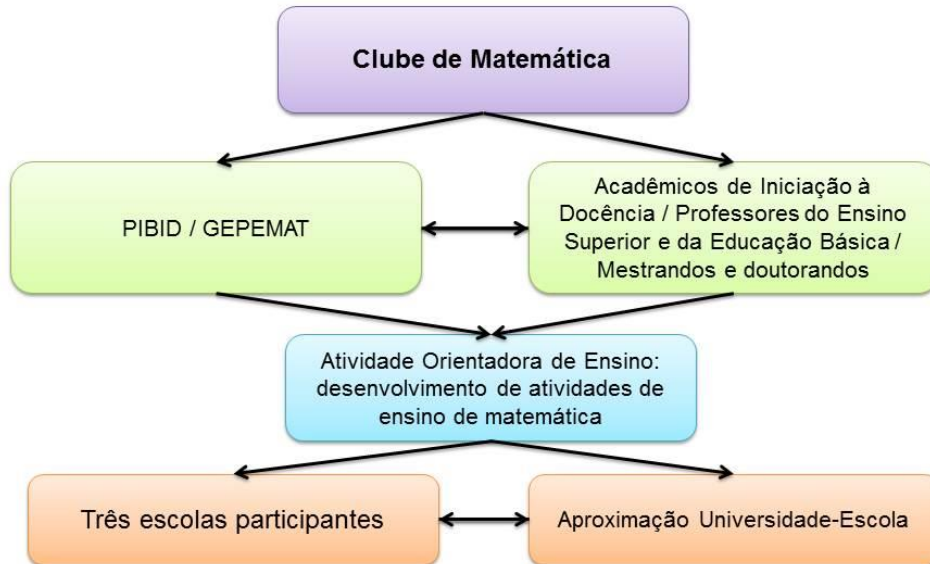 Clube de Matemática
PIBID / GEPEMAT
Acadêmicos de Iniciação à
Docência / Professores do Ensino
Superior e da Educação Básica /
Mestrandos e doutorandos
Atividade Orientadora de Ensino:
desenvolvimento de atividades de
ensino de matemática
Três escolas participantes
Aproximação Universidade-Escola